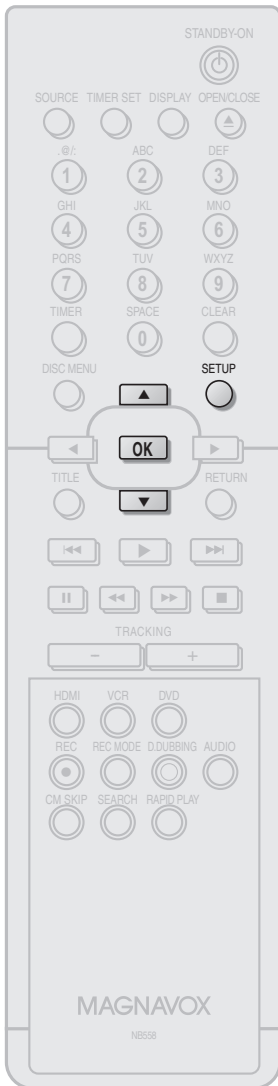 STANDBY-ON
SOURCE TIMER SET DISPLAY OPEN/CLOSE
.@/: ABC DEF
1 2 3
GHI JKL MNO
4 5 6
PQRS TUV WXYZ
7 8 9
TIMER SPACE CLEAR
0
DISC MENU SETUP
OK
TITLE RETURN
TRACKING
− +
HDMI VCR DVD
REC REC MODE D.DUBBING AUDIO
CM SKIP SEARCH RAPID PLAY
MAGNAVOX
NB558